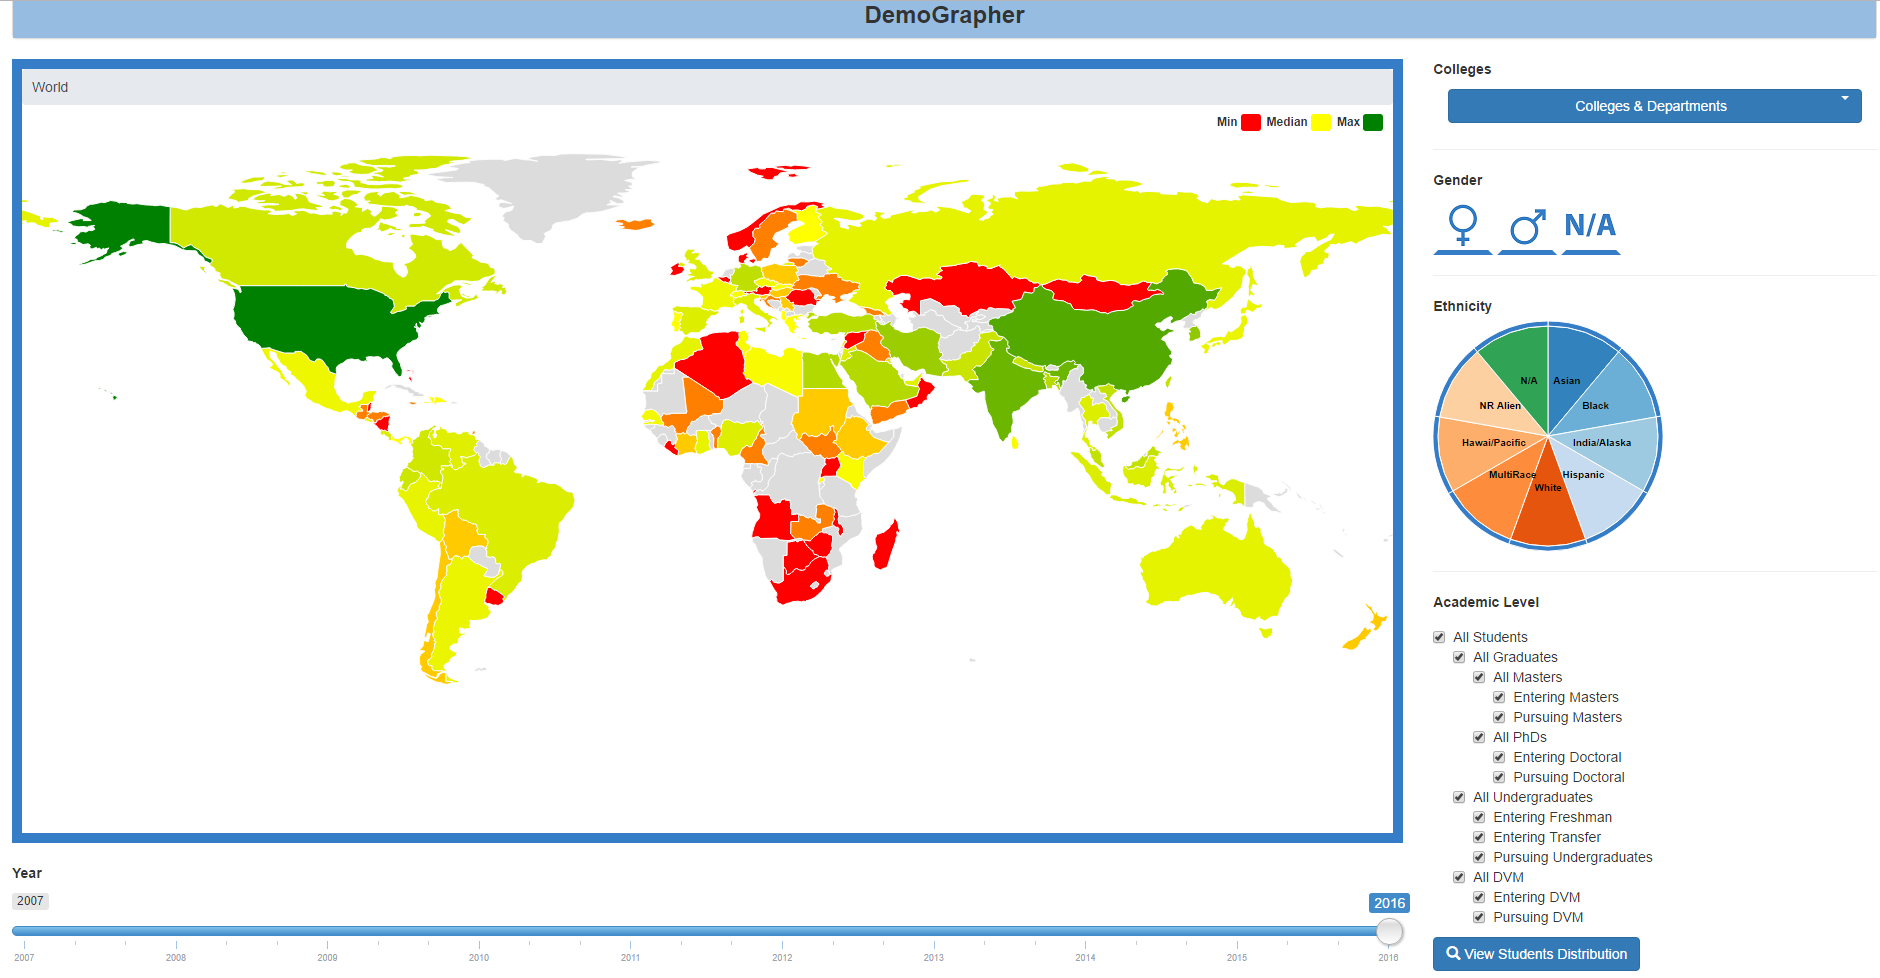 DemoGrapher
World
Min Median Max
Colleges
Colleges & Departments
Gender
N/A
Ethnicity
N/A Asian
NR Alien Black
Hawai/Pacific India/Alaska
MultiRace Hispanic
White
Academic Level
All Students
All Graduates
All Masters
Entering Masters
Pursuing Masters
All PhDs
Entering Doctoral
Pursuing Doctoral
All Undergraduates
Entering Freshman
Entering Transfer
Pursuing Undergraduates
All DVM
Entering DVM
Pursuing DVM
View Students Distribution
Year
2007 2016
2007 2008 2009 2010 2011 2012 2013 2014 2015 2016